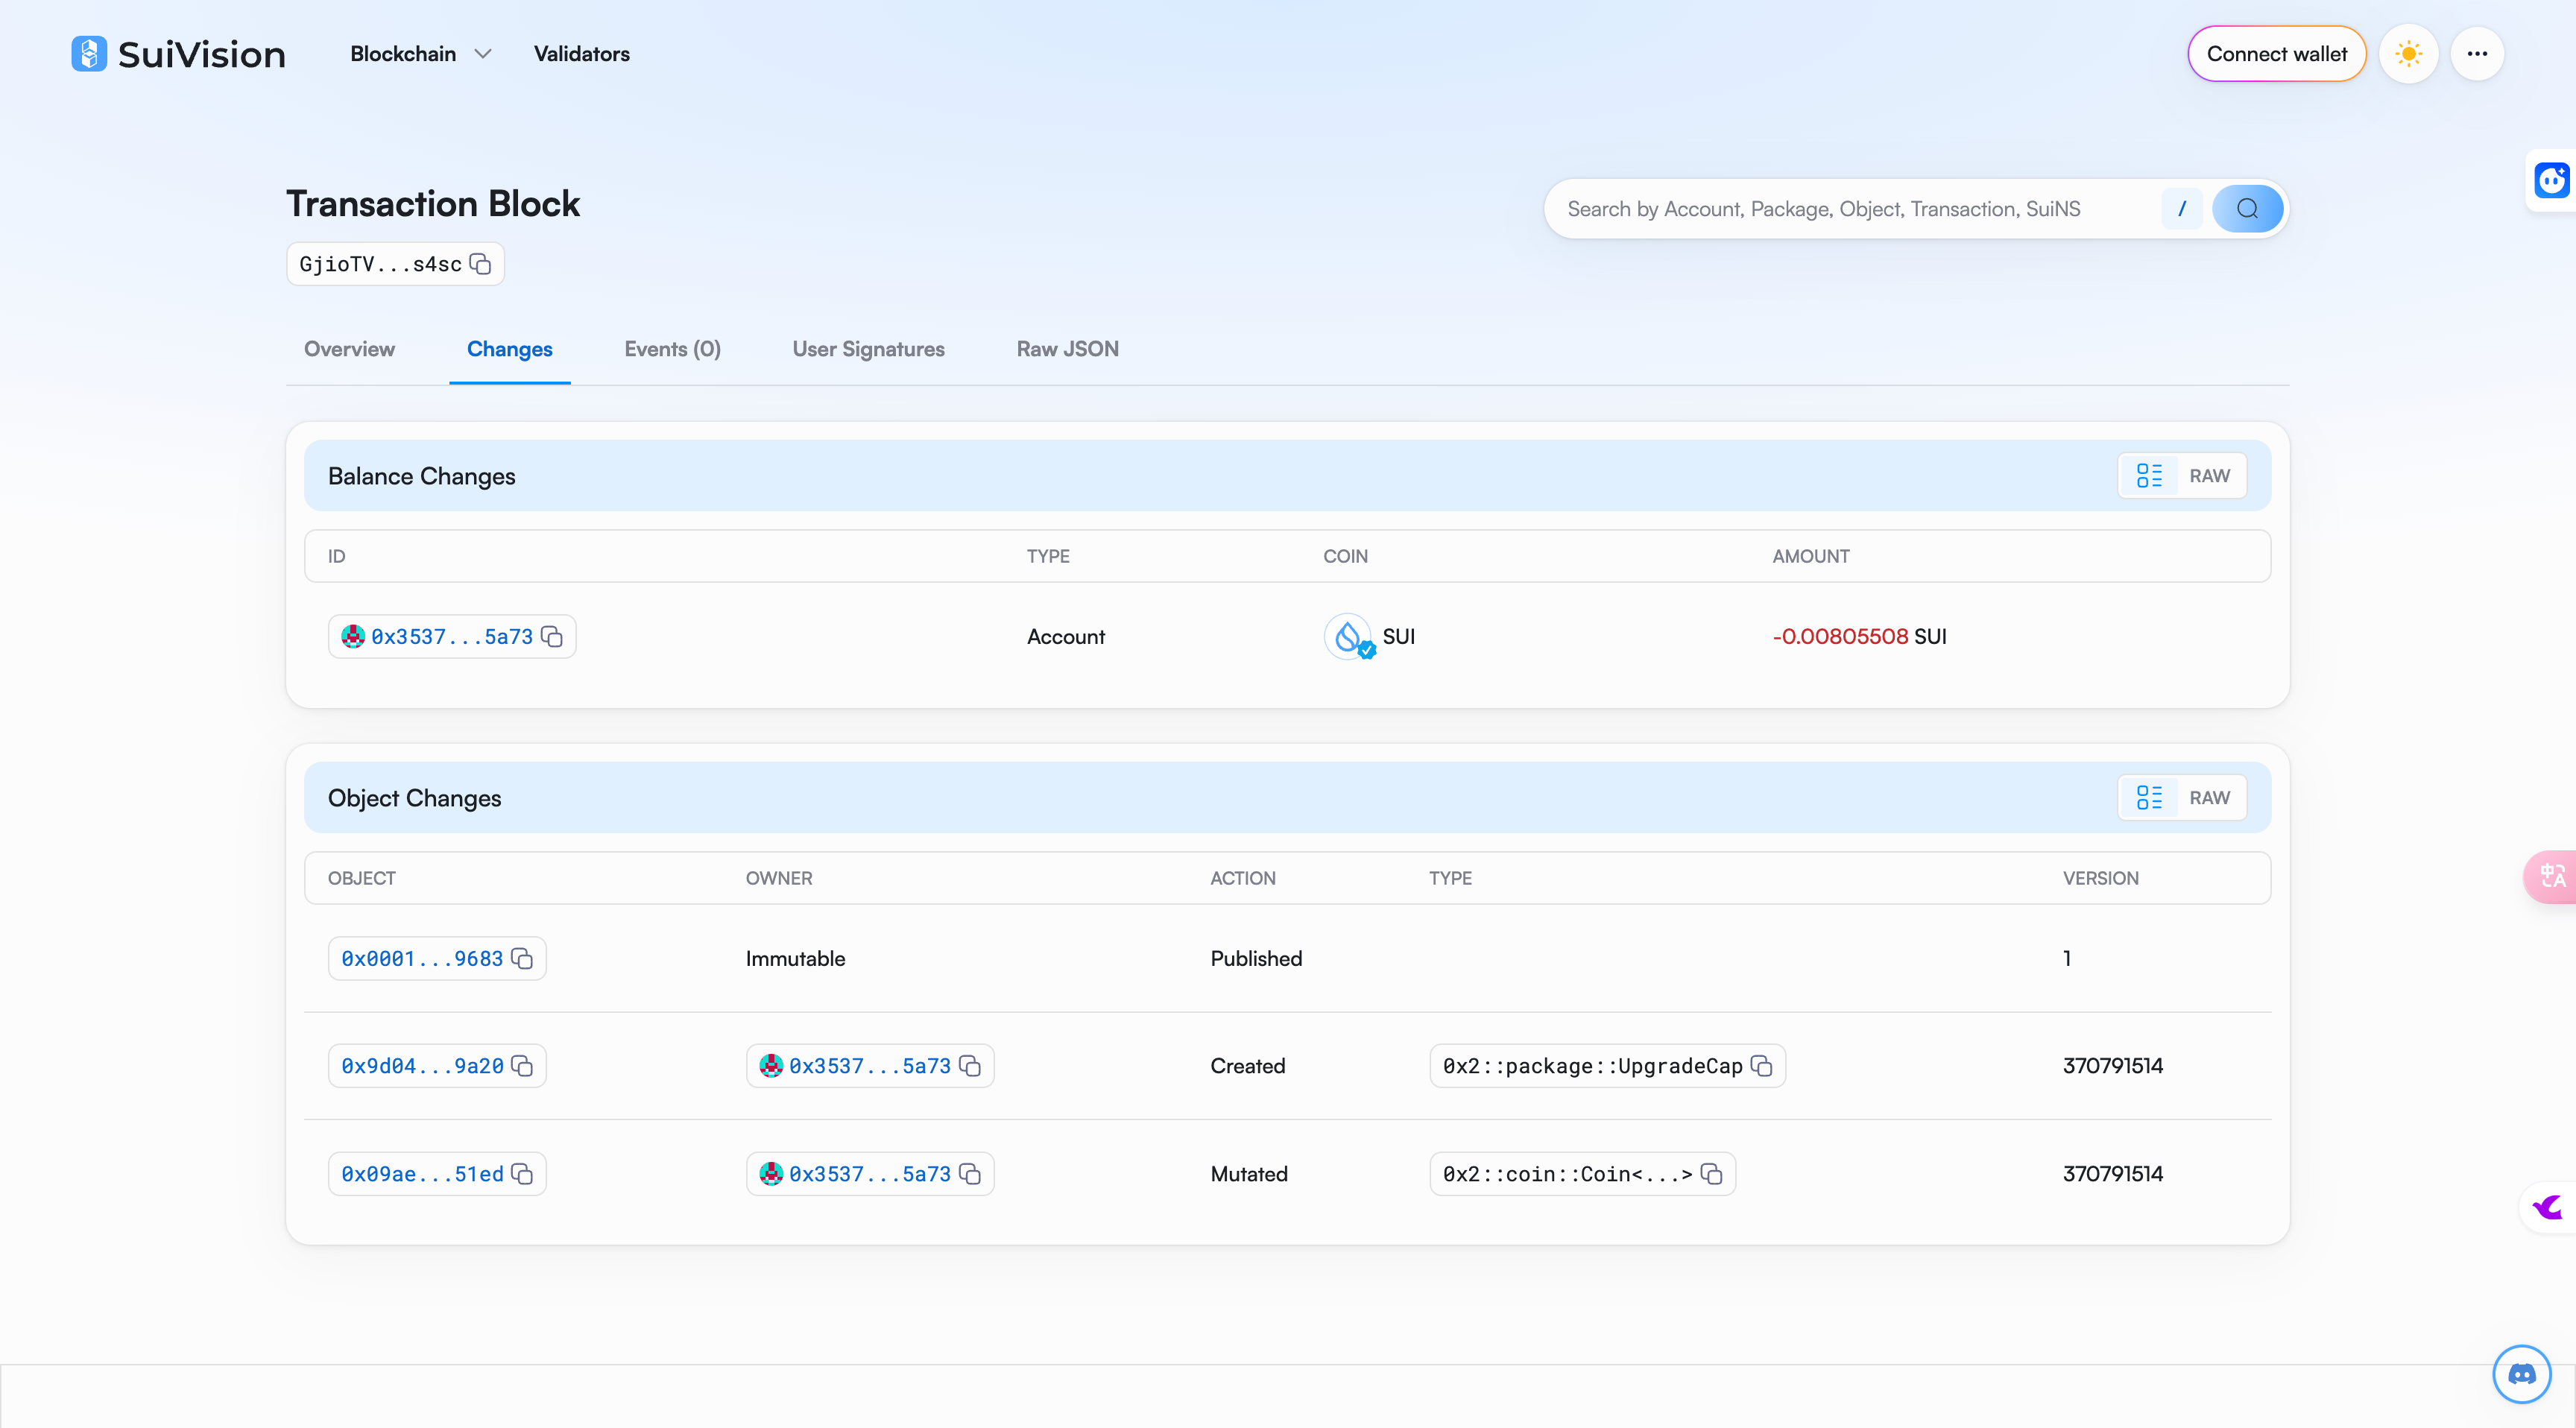 SuiVision
Blockchain
Validators
Connect wallet
Transaction Block
Search by Account, Package, Object, Transaction, SuiNS
/
GjioTV...s4sc
Overview
Changes
Events (0)
User Signatures
Raw JSON
Balance Changes
RAW
ID TYPE COIN AMOUNT
0x3537...5a73 Account SUI -0.00805508 SUI
Object Changes
RAW
OBJECT OWNER ACTION TYPE VERSION
0x0001...9683 Immutable Published 1
0x9d04...9a20 0x3537...5a73 Created 0x2::package::UpgradeCap 370791514
0x09ae...51ed 0x3537...5a73 Mutated 0x2::coin::Coin<...> 370791514
中A